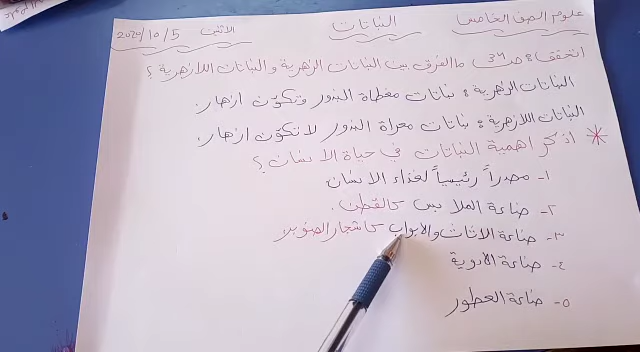 علوم الصف الخامس النباتات الاثنين 2020/10/5
اتحقق: صـ 36 ما الفرق بين النباتات الزهرية والنباتات اللازهرية؟
النباتات الزهرية: نباتات مغطاة البذور وتكون ازهار.
النباتات اللازهرية: نباتات معراة البذور لا تكون ازهار.
اذكر اهمية النباتات في حياة الانسان؟
١- مصدراً رئيسياً لغذاء الانسان
٢- صناعة الملابس كالقطن.
٣- صناعة الاثاث والابواب كأشجار الصنوبر
٤- صناعة الادوية
٥- صناعة العطور